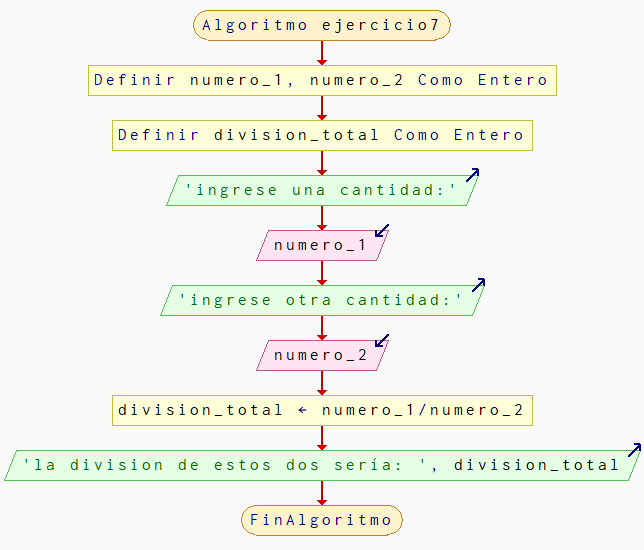 Algoritmo ejercicio7
Definir numero_1, numero_2 Como Entero
Definir division_total Como Entero
'ingrese una cantidad:'
numero_1
'ingrese otra cantidad:'
numero_2
division_total ← numero_1/numero_2
'la division de estos dos sería: ', division_total
FinAlgoritmo